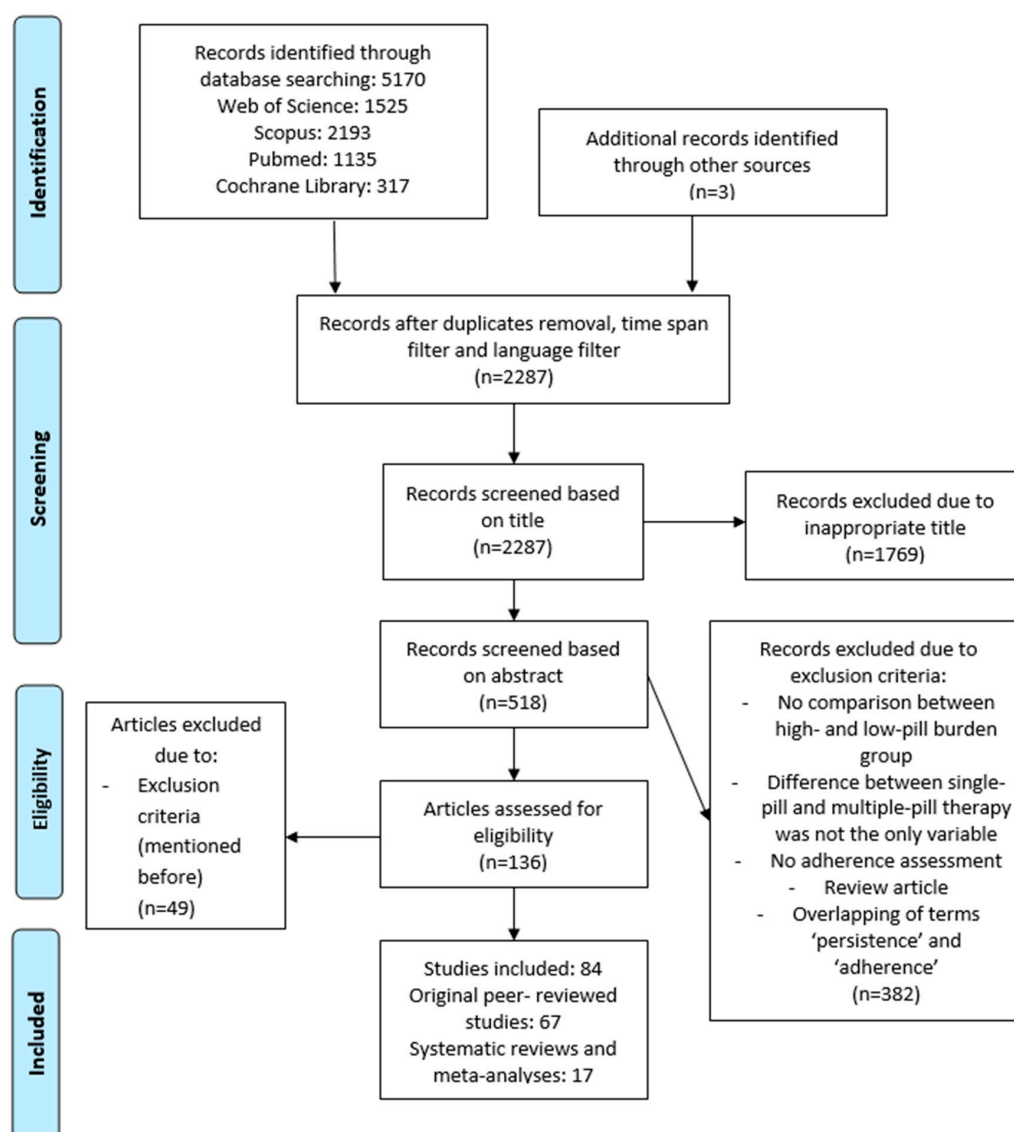 Identification
Records identified through
database searching: 5170
Web of Science: 1525
Scopus: 2193
Pubmed: 1135
Cochrane Library: 317
Additional records identified
through other sources
(n=3)
Screening
Records after duplicates removal, time span
filter and language filter
(n=2287)
Records screened based
on title
(n=2287)
Records excluded due to
inappropriate title
(n=1769)
Records screened based
on abstract
(n=518)
Records excluded due to
exclusion criteria:
- No comparison between
high- and low-pill burden
group
- Difference between single-
pill and multiple-pill therapy
was not the only variable
- No adherence assessment
- Review article
- Overlapping of terms
‘persistence’ and
‘adherence’
(n=382)
Eligibility
Articles excluded
due to:
- Exclusion
criteria
(mentioned
before)
(n=49)
Articles assessed for
eligibility
(n=136)
Included
Studies included: 84
Original peer- reviewed
studies: 67
Systematic reviews and
meta-analyses: 17